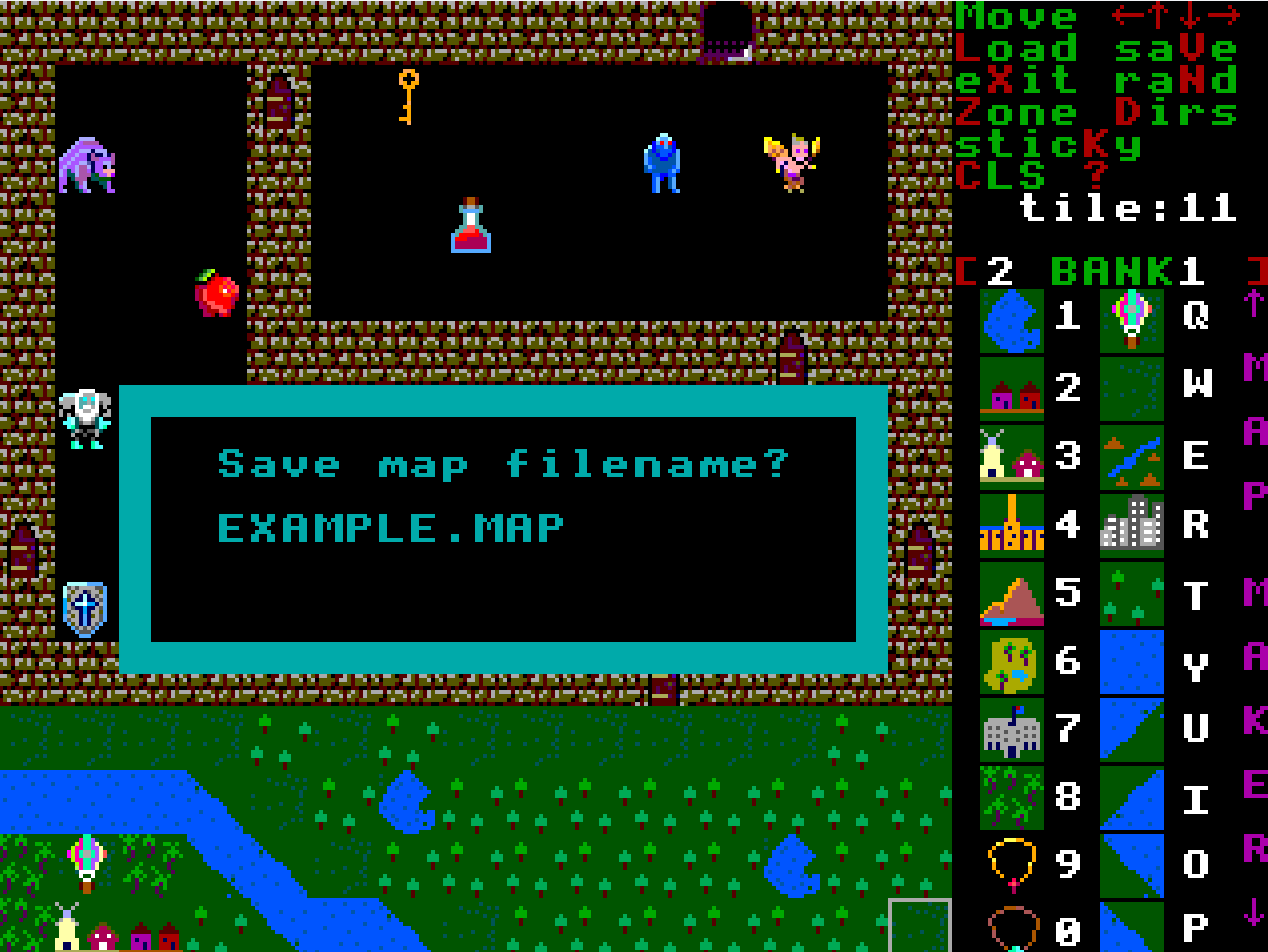 Move ←↑↓→
Load saVe
eXit raNd
Zone Dirs
sticKy
CLS ?
tile:11
[2 BANK1 ]
1 Q ↑
2 W M
3 E A
4 R P
5 T M
6 Y A
7 U K
8 I E
9 O R
0 P ↓
Save map filename?
EXAMPLE.MAP